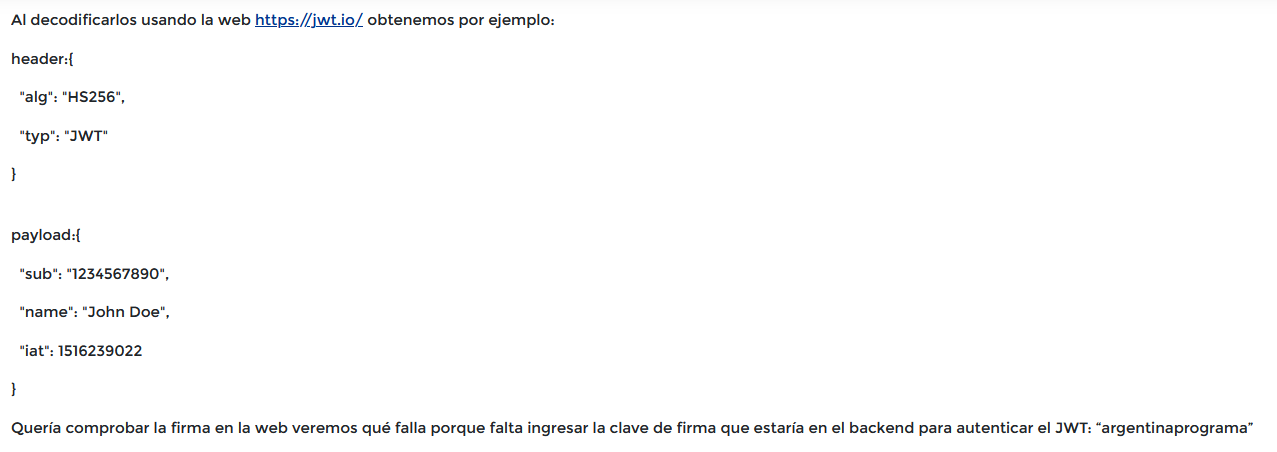 Al decodificarlos usando la web https://jwt.io/ obtenemos por ejemplo:
header:{
"alg": "HS256",
"typ": "JWT"
}
payload:{
"sub": "1234567890",
"name": "John Doe",
"iat": 1516239022
}
Quería comprobar la firma en la web veremos qué falla porque falta ingresar la clave de firma que estaría en el backend para autenticar el JWT: “argentinaprograma”